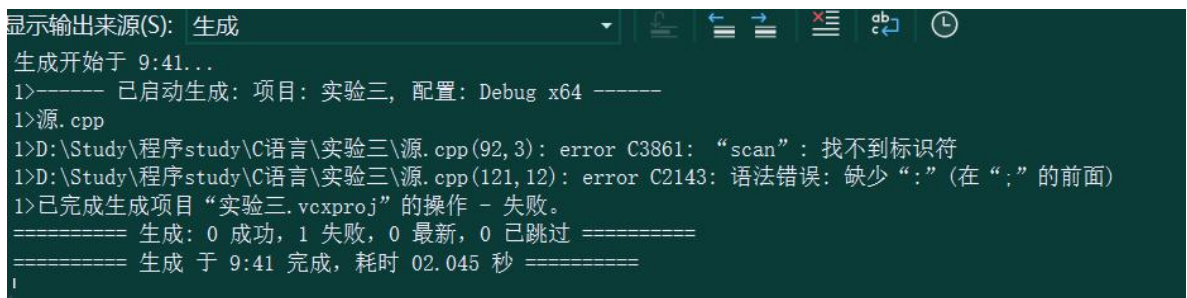 显示输出来源(S): 生成
生成开始于 9:41...
1>------ 已启动生成: 项目: 实验三, 配置: Debug x64 ------
1>源.cpp
1>D:\Study\程序study\C语言\实验三\源.cpp(92,3): error C3861: “scan”: 找不到标识符
1>D:\Study\程序study\C语言\实验三\源.cpp(121,12): error C2143: 语法错误: 缺少“:”(在“;”的前面)
1>已完成生成项目“实验三.vcxproj”的操作 - 失败。
========== 生成: 0 成功，1 失败，0 最新，0 已跳过 ==========
========== 生成 于 9:41 完成，耗时 02.045 秒 ==========